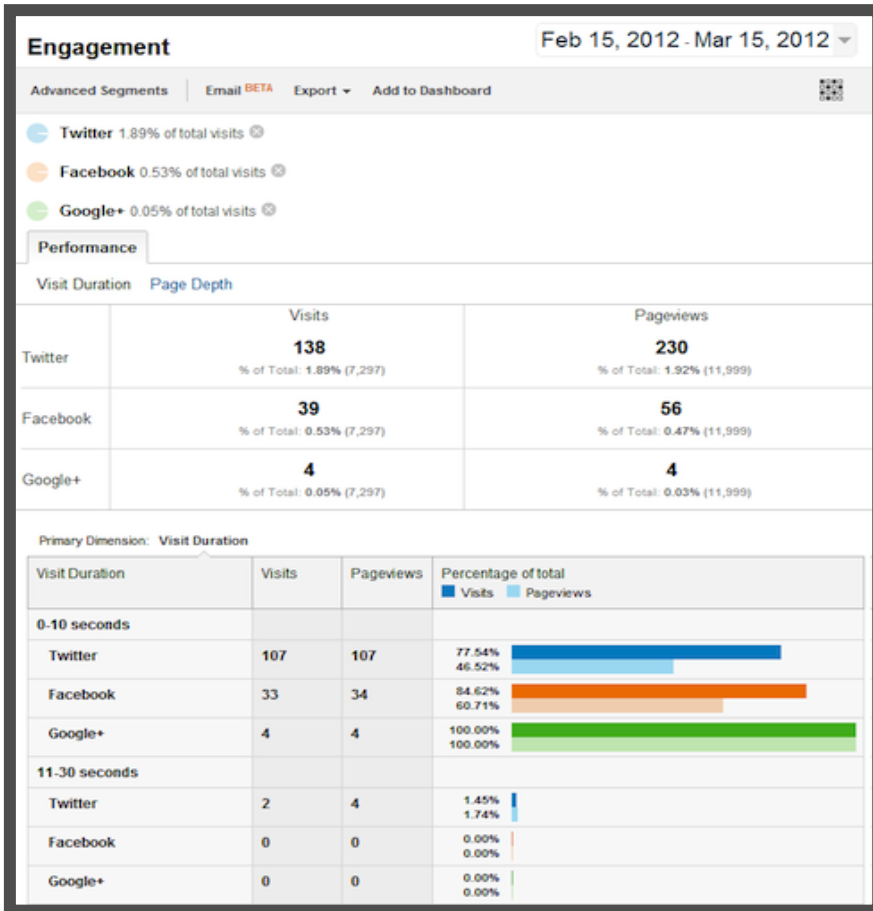 Engagement
Feb 15, 2012 - Mar 15, 2012
Advanced Segments Email BETA Export Add to Dashboard
Twitter 1.89% of total visits
Facebook 0.53% of total visits
Google+ 0.05% of total visits
Performance
Visit Duration Page Depth
Visits Pageviews
Twitter 138 230
% of Total: 1.89% (7,297) % of Total: 1.92% (11,999)
Facebook 39 56
% of Total: 0.53% (7,297) % of Total: 0.47% (11,999)
Google+ 4 4
% of Total: 0.05% (7,297) % of Total: 0.03% (11,999)
Primary Dimension: Visit Duration
Visit Duration Visits Pageviews Percentage of total
Visits Pageviews
0-10 seconds
Twitter 107 107 77.54%
46.52%
Facebook 33 34 84.62%
60.71%
Google+ 4 4 100.00%
100.00%
11-30 seconds
Twitter 2 4 1.45%
1.74%
Facebook 0 0 0.00%
0.00%
Google+ 0 0 0.00%
0.00%